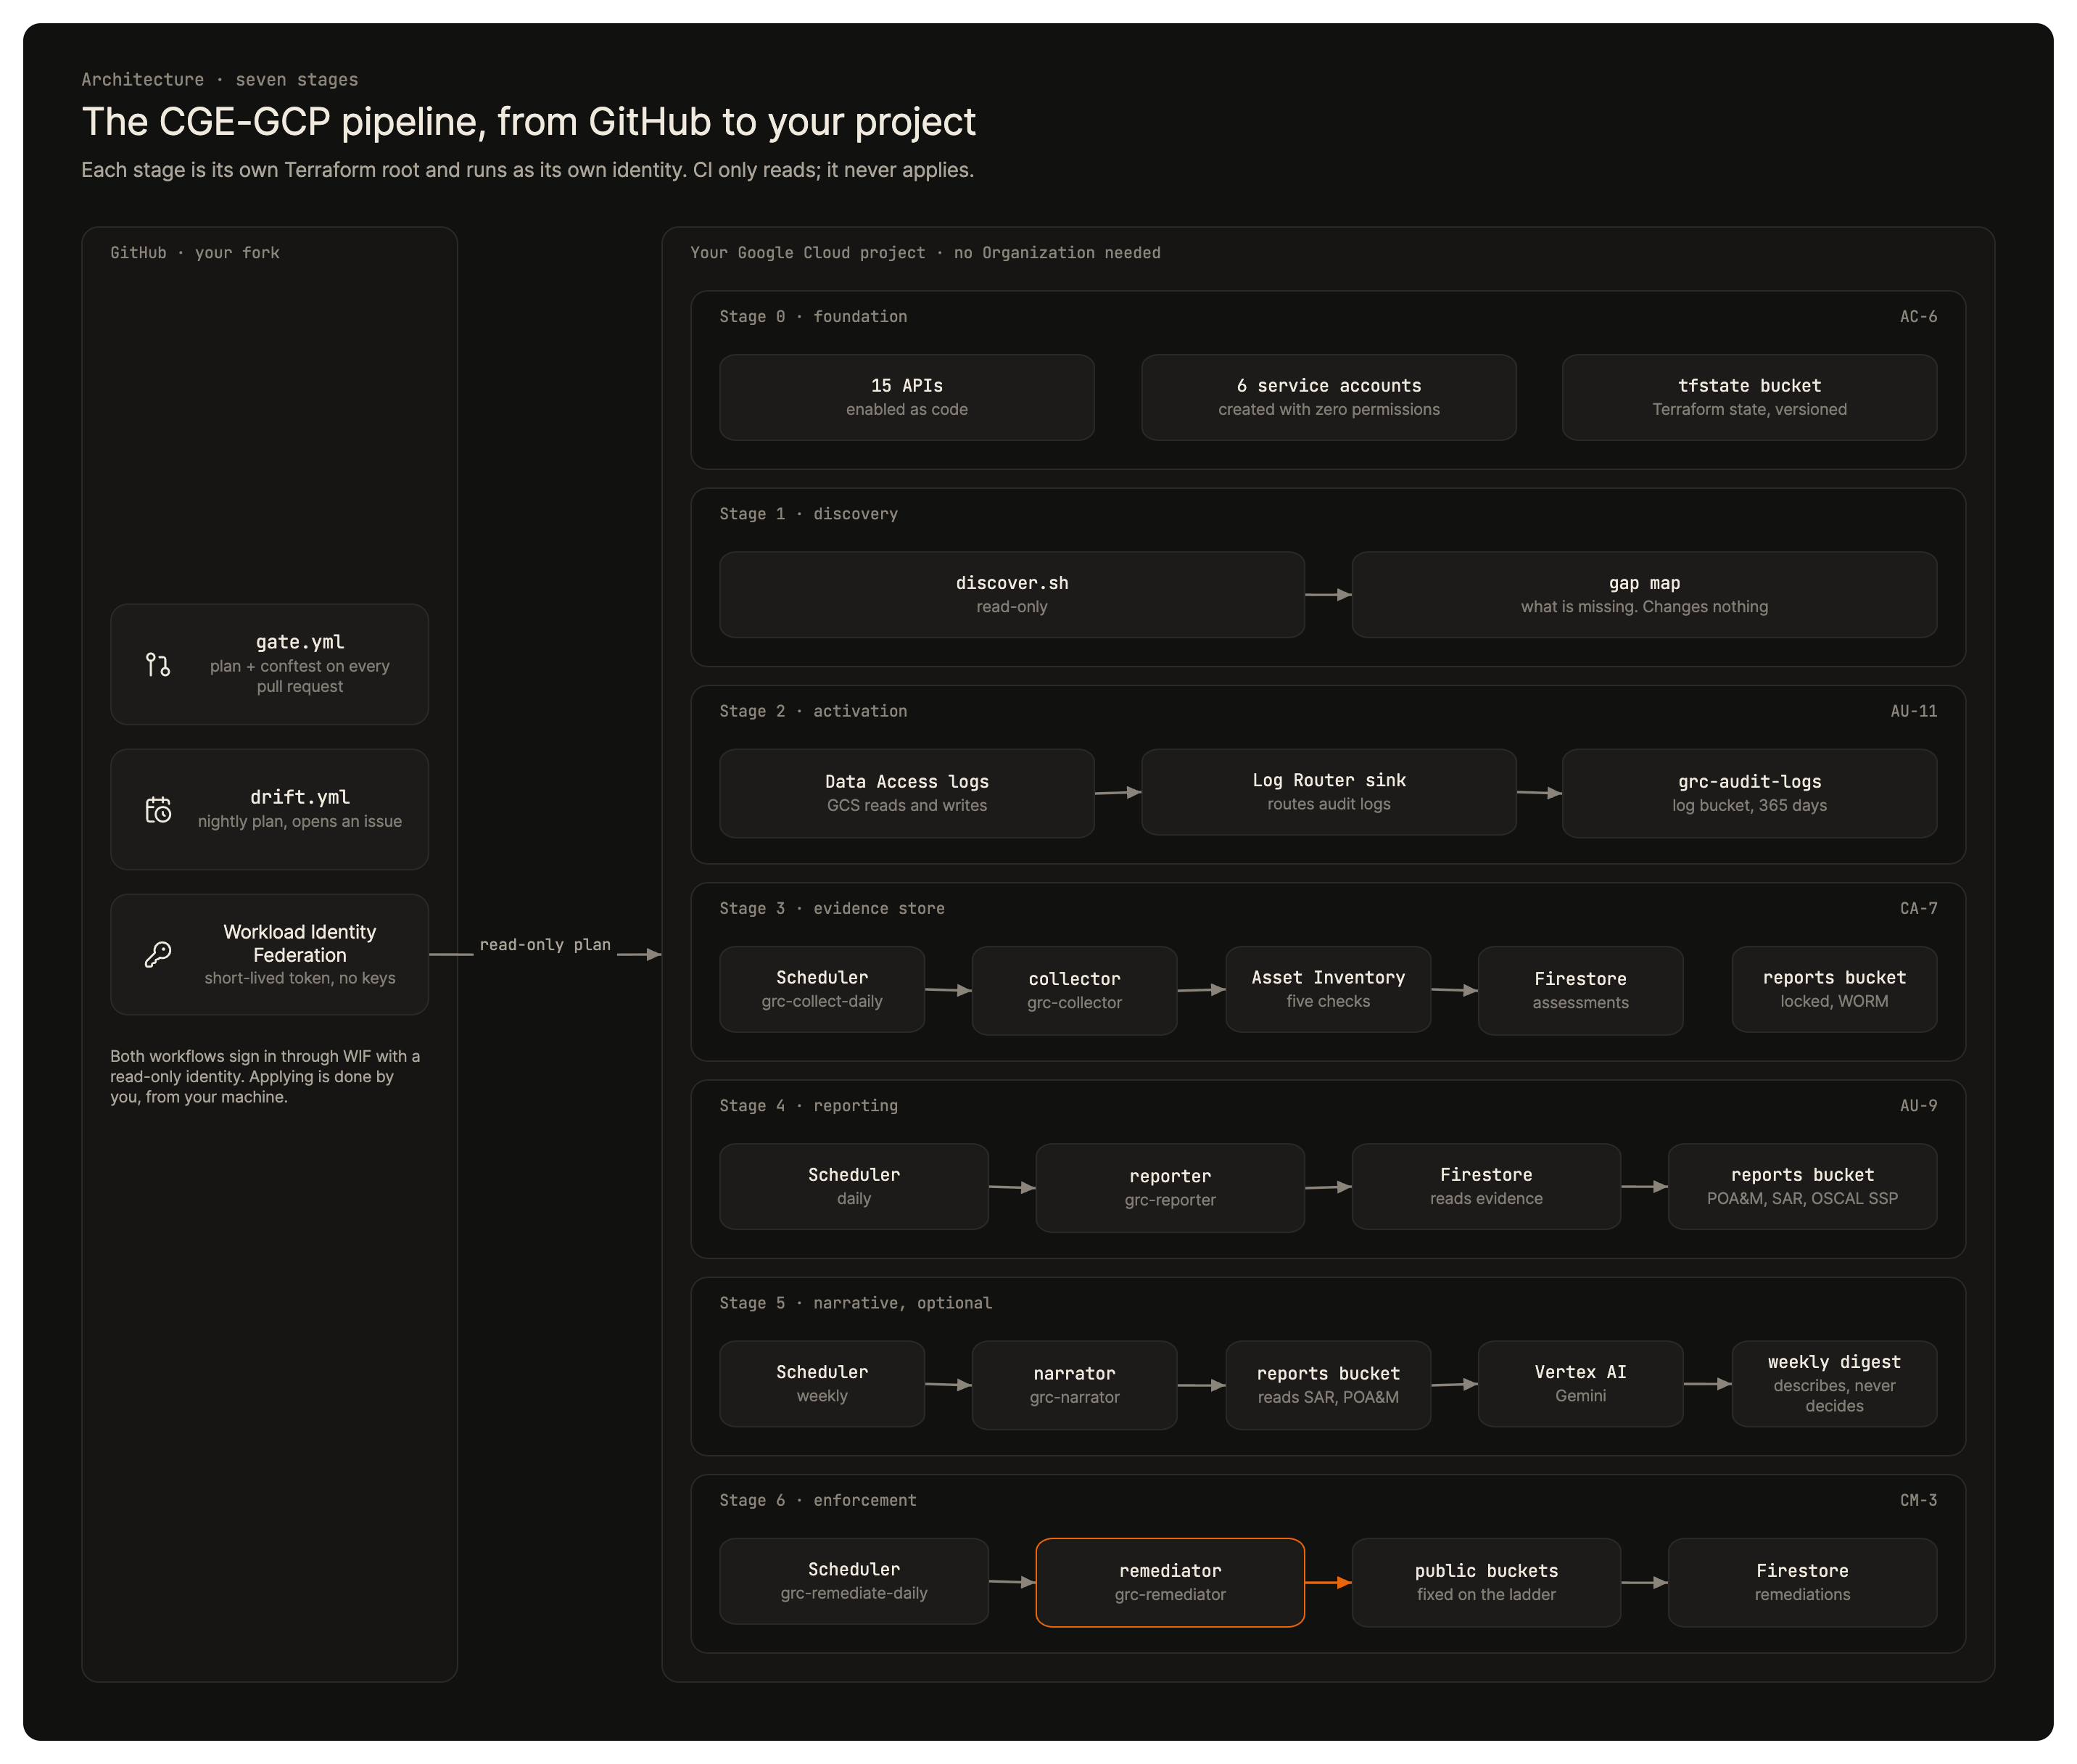 Architecture · seven stages
The CGE-GCP pipeline, from GitHub to your project
Each stage is its own Terraform root and runs as its own identity. CI only reads; it never applies.
GitHub · your fork
gate.yml
plan + conftest on every
pull request
drift.yml
nightly plan, opens an issue
Workload Identity
Federation
short-lived token, no keys
Both workflows sign in through WIF with a
read-only identity. Applying is done by
you, from your machine.
read-only plan
Your Google Cloud project · no Organization needed
Stage 0 · foundation
AC-6
15 APIs
enabled as code
6 service accounts
created with zero permissions
tfstate bucket
Terraform state, versioned
Stage 1 · discovery
discover.sh
read-only
gap map
what is missing. Changes nothing
Stage 2 · activation
AU-11
Data Access logs
GCS reads and writes
Log Router sink
routes audit logs
grc-audit-logs
log bucket, 365 days
Stage 3 · evidence store
CA-7
Scheduler
grc-collect-daily
collector
grc-collector
Asset Inventory
five checks
Firestore
assessments
reports bucket
locked, WORM
Stage 4 · reporting
AU-9
Scheduler
daily
reporter
grc-reporter
Firestore
reads evidence
reports bucket
POA&M, SAR, OSCAL SSP
Stage 5 · narrative, optional
Scheduler
weekly
narrator
grc-narrator
reports bucket
reads SAR, POA&M
Vertex AI
Gemini
weekly digest
describes, never
decides
Stage 6 · enforcement
CM-3
Scheduler
grc-remediate-daily
remediator
grc-remediator
public buckets
fixed on the ladder
Firestore
remediations